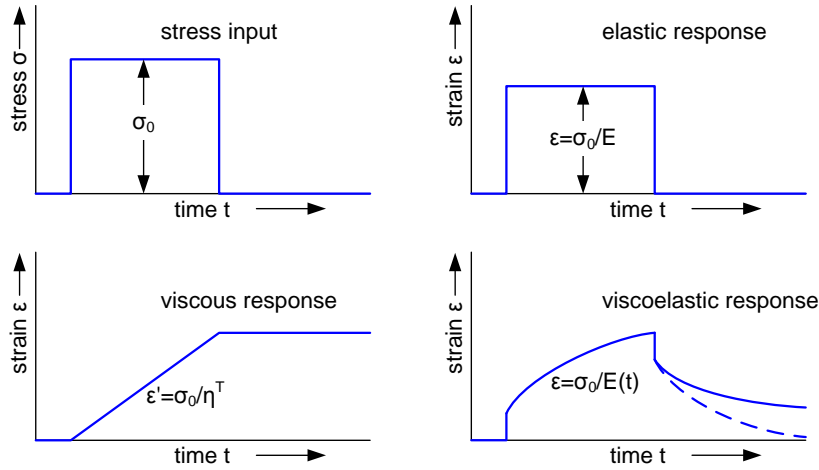 stress input
stress σ
σ₀
time t
elastic response
strain ε
ε=σ₀/E
time t
viscous response
strain ε
ε'=σ₀/ηᵀ
time t
viscoelastic response
strain ε
ε=σ₀/E(t)
time t